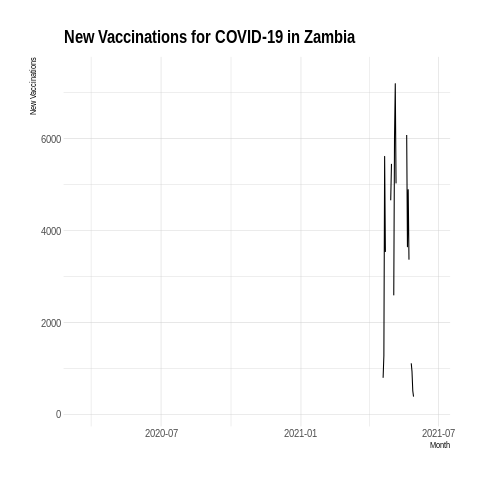 New Vaccinations for COVID-19 in Zambia
New Vaccinations
6000
4000
2000
0
2020-07
2021-01
2021-07
Month